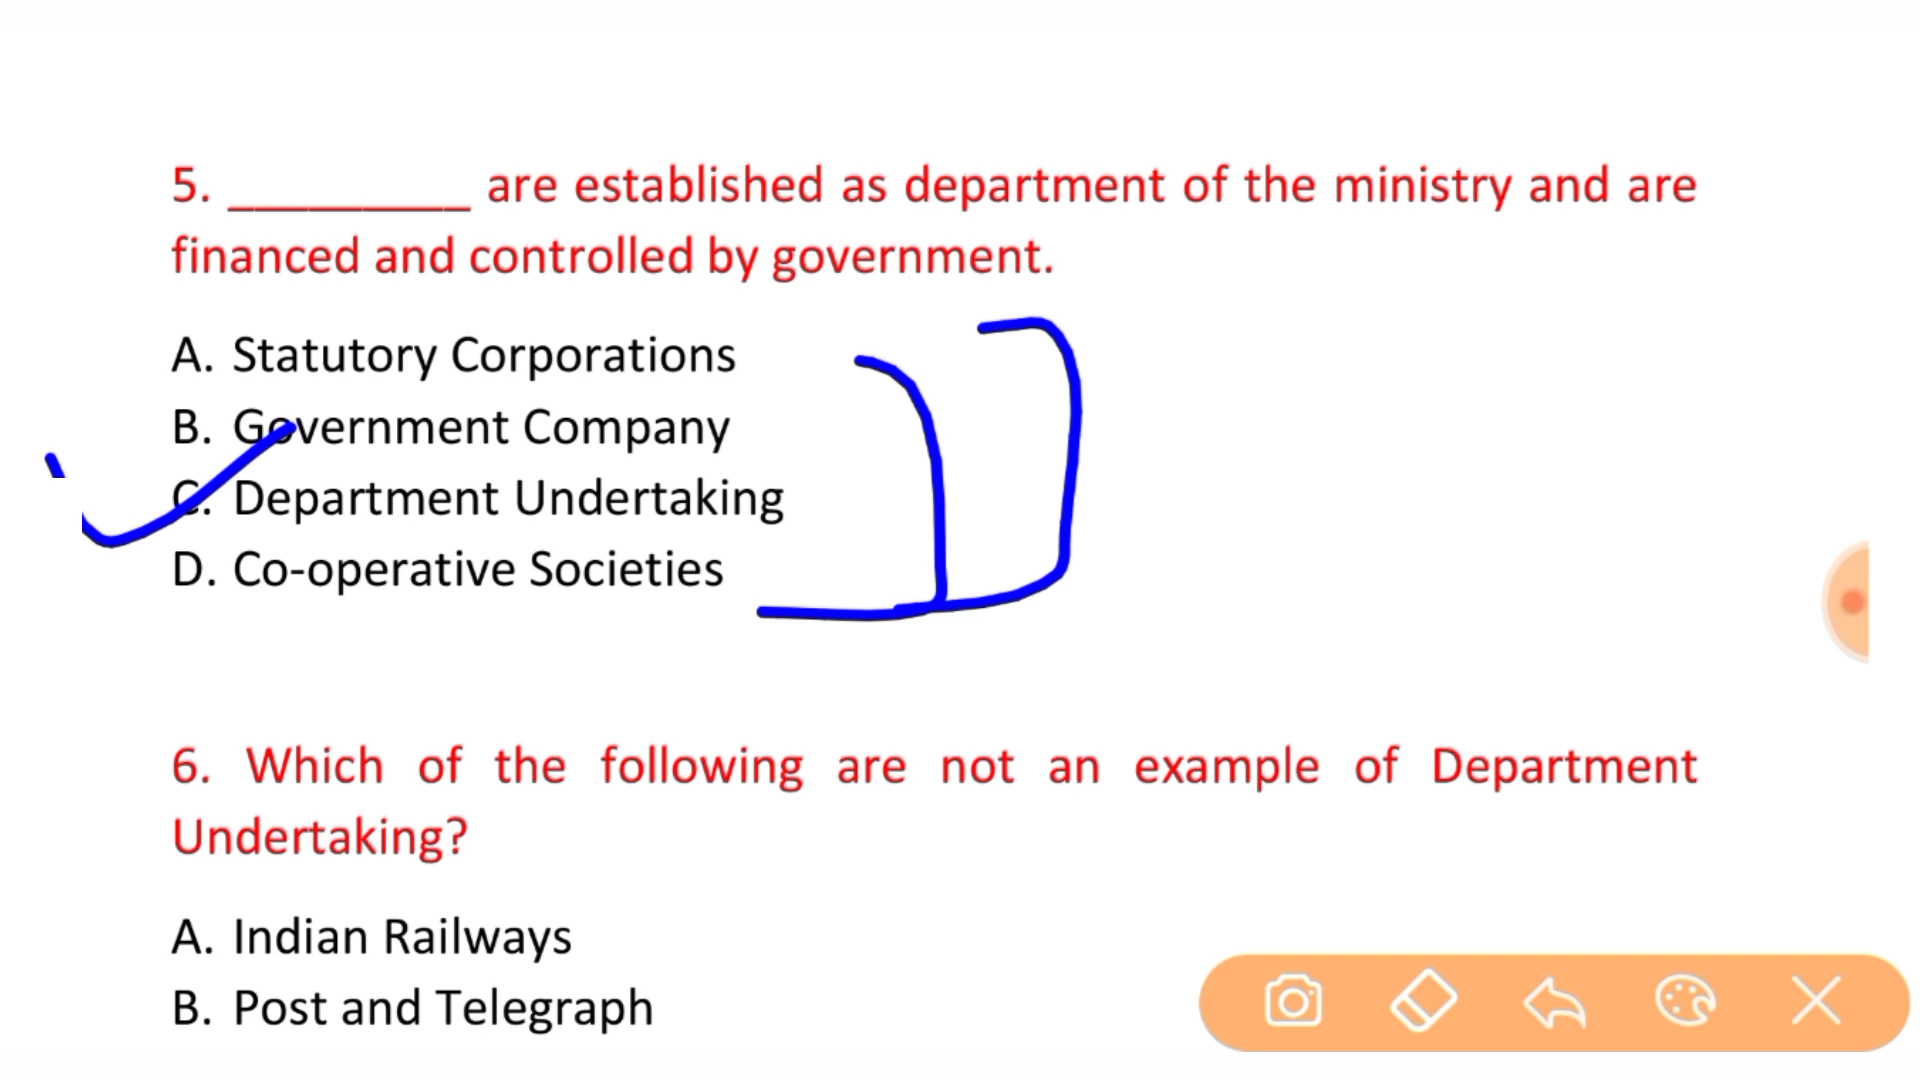 5. _________ are established as department of the ministry and are
financed and controlled by government.
A. Statutory Corporations
B. Government Company
C. Department Undertaking
D. Co-operative Societies
6. Which of the following are not an example of Department
Undertaking?
A. Indian Railways
B. Post and Telegraph